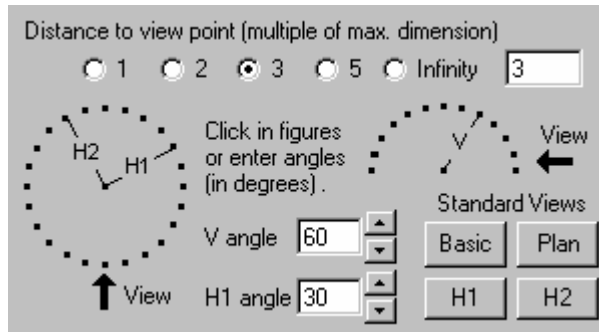 Distance to view point (multiple of max. dimension)
1 2 3 5 Infinity 3
H2 H1
Click in figures
or enter angles
(in degrees) .
V View
V angle 60
H1 angle 30
View
Standard Views
Basic Plan
H1 H2